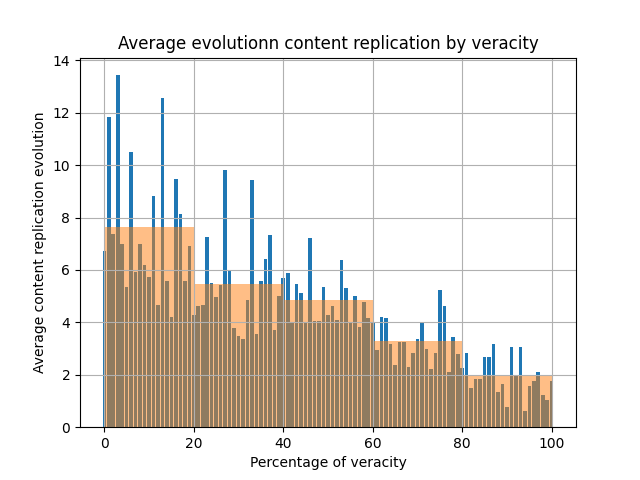 Average evolutionn content replication by veracity
Average content replication evolution
14
12
10
8
6
4
2
0
0 20 40 60 80 100
Percentage of veracity